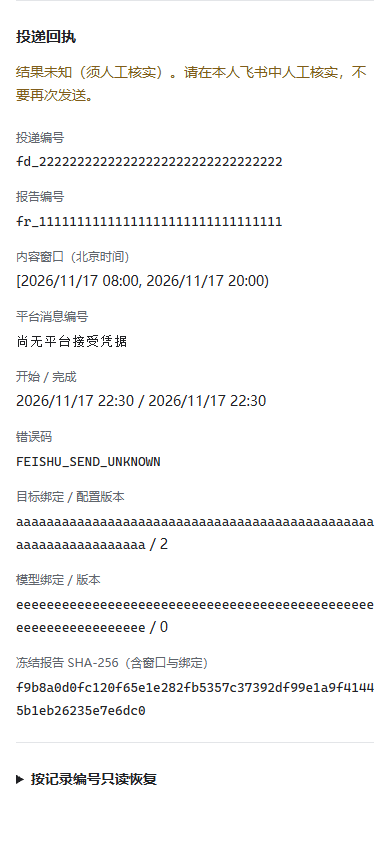 投递回执
结果未知（须人工核实）。请在本人飞书中人工核实，不
要再次发送。
投递编号
fd_22222222222222222222222222222222
报告编号
fr_11111111111111111111111111111111
内容窗口（北京时间）
[2026/11/17 08:00, 2026/11/17 20:00)
平台消息编号
尚无平台接受凭据
开始 / 完成
2026/11/17 22:30 / 2026/11/17 22:30
错误码
FEISHU_SEND_UNKNOWN
目标绑定 / 配置版本
aaaaaaaaaaaaaaaaaaaaaaaaaaaaaaaaaaaaaaaaaaaaaaa
aaaaaaaaaaaaaaaaa / 2
模型绑定 / 版本
eeeeeeeeeeeeeeeeeeeeeeeeeeeeeeeeeeeeeeeeeeeeeee
eeeeeeeeeeeeeeeee / 0
冻结报告 SHA-256（含窗口与绑定）
f9b8a0d0fc120f65e1e282fb5357c37392df99e1a9f4144
5b1eb26235e7e6dc0
▶ 按记录编号只读恢复